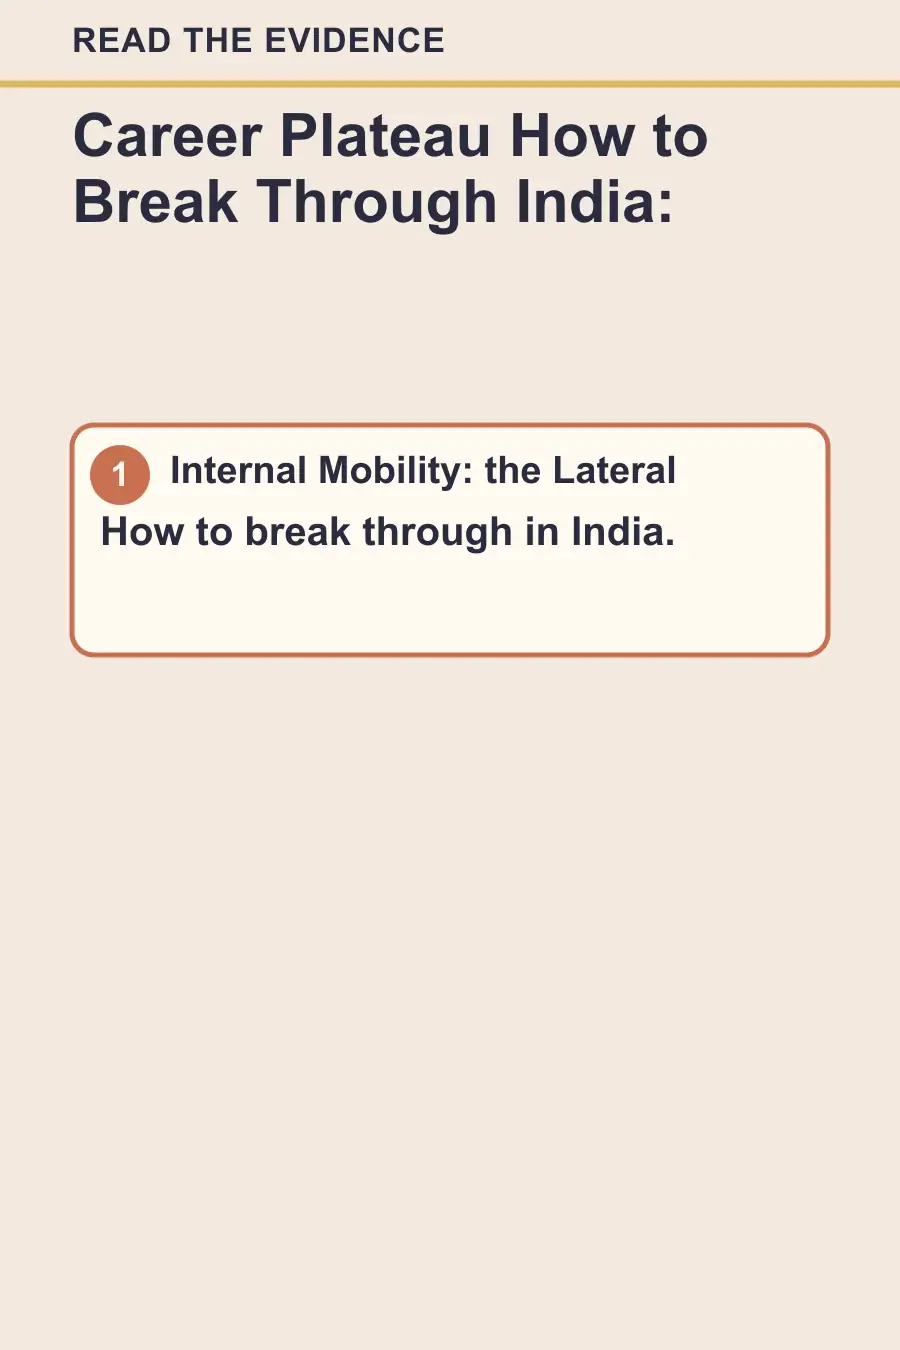 READ THE EVIDENCE
Career Plateau How to
Break Through India:
1 Internal Mobility: the Lateral
How to break through in India.